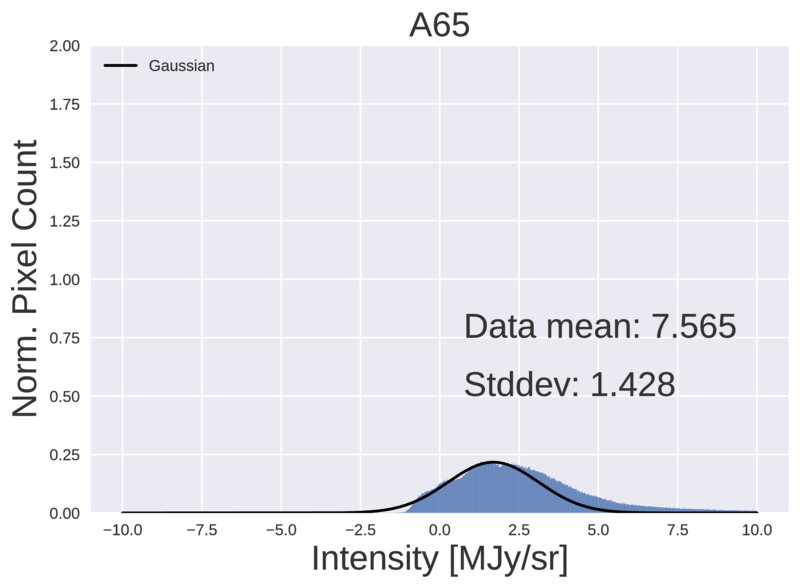 A65
2.00
Gaussian
1.75
1.50
1.25
1.00
0.75
0.50
0.25
0.00
Norm. Pixel Count
Data mean: 7.565
Stddev: 1.428
−10.0 −7.5 −5.0 −2.5 0.0 2.5 5.0 7.5 10.0
Intensity [MJy/sr]